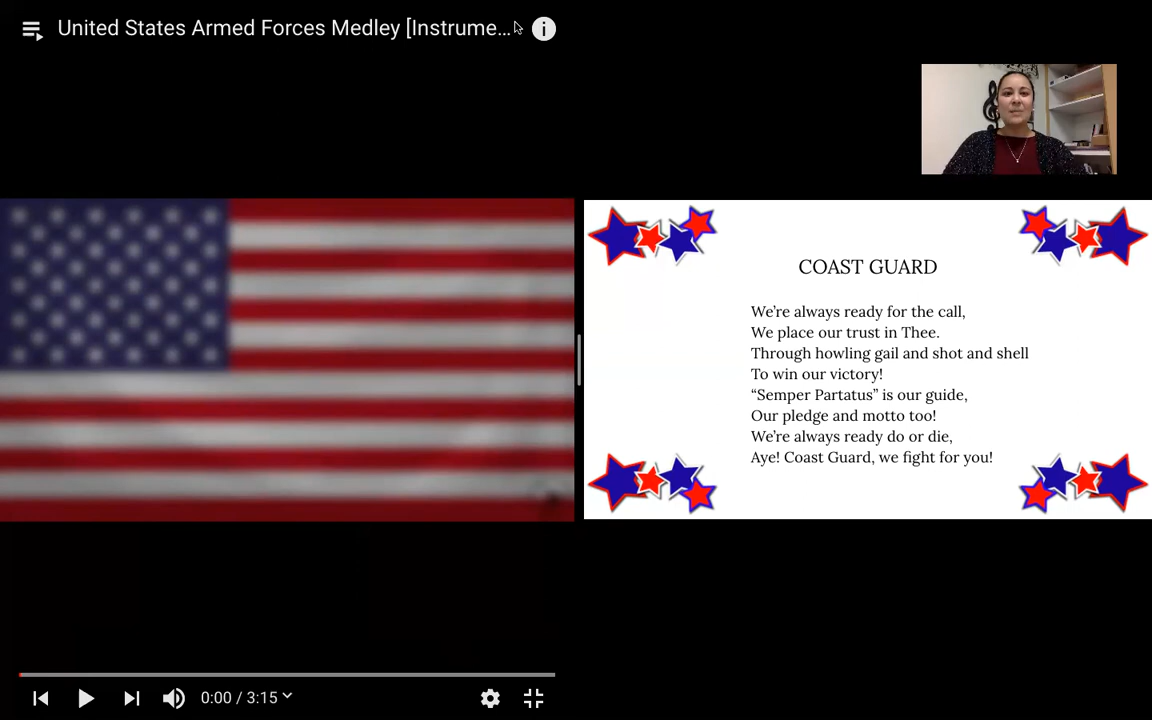 United States Armed Forces Medley [Instrume...
COAST GUARD
We're always ready for the call,
We place our trust in Thee.
Through howling gail and shot and shell
To win our victory!
“Semper Partatus” is our guide,
Our pledge and motto too!
We're always ready do or die,
Aye! Coast Guard, we fight for you!
0:00 / 3:15